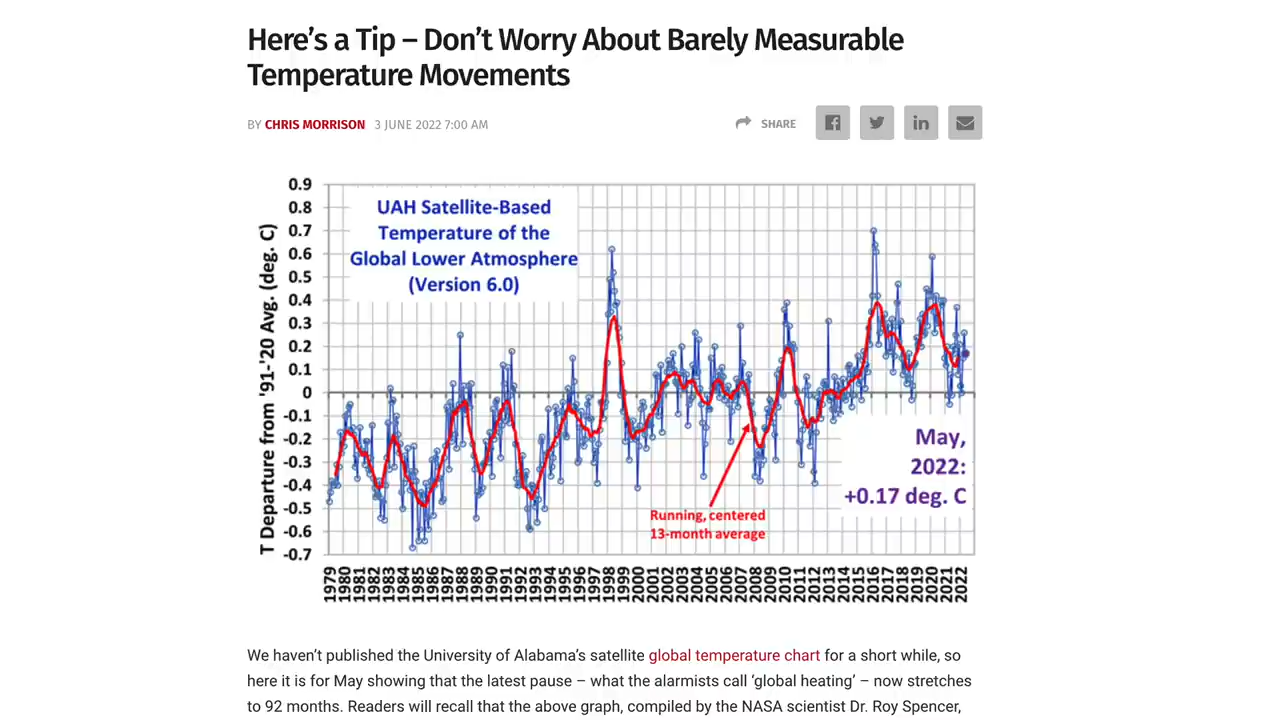 Here’s a Tip – Don’t Worry About Barely Measurable
Temperature Movements
BY CHRIS MORRISON 3 JUNE 2022 7:00 AM
SHARE
0.9
0.8
0.7
0.6
0.5
0.4
0.3
0.2
0.1
0
-0.1
-0.2
-0.3
-0.4
-0.5
-0.6
-0.7
T Departure from '91-'20 Avg. (deg. C)
UAH Satellite-Based
Temperature of the
Global Lower Atmosphere
(Version 6.0)
May,
2022:
+0.17 deg. C
Running, centered
13-month average
1979 1980 1981 1982 1983 1984 1985 1986 1987 1988 1989 1990 1991 1992 1993 1994 1995 1996 1997 1998 1999 2000 2001 2002 2003 2004 2005 2006 2007 2008 2009 2010 2011 2012 2013 2014 2015 2016 2017 2018 2019 2020 2021 2022
We haven’t published the University of Alabama’s satellite global temperature chart for a short while, so
here it is for May showing that the latest pause – what the alarmists call ‘global heating’ – now stretches
to 92 months. Readers will recall that the above graph, compiled by the NASA scientist Dr. Roy Spencer,